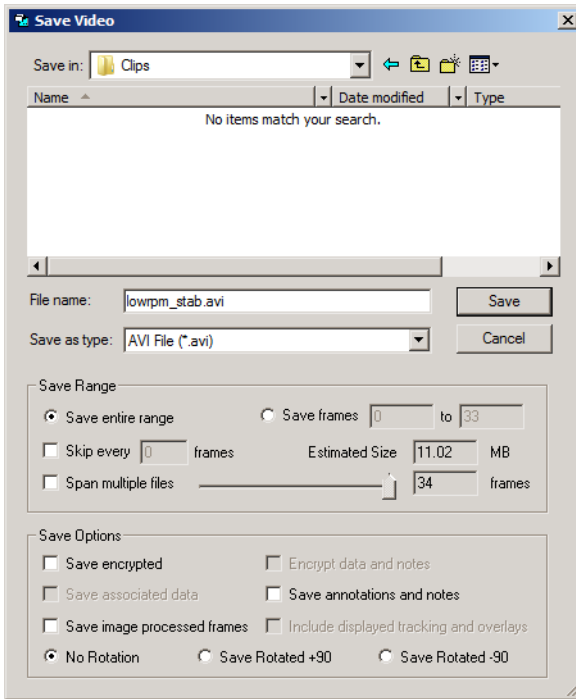 Save Video
Save in: Clips
Name Date modified Type
No items match your search.
File name: lowrpm_stab.avi Save
Save as type: AVI File (*.avi) Cancel
Save Range
Save entire range Save frames 0 to 33
Skip every 0 frames Estimated Size 11.02 MB
Span multiple files 34 frames
Save Options
Save encrypted Encrypt data and notes
Save associated data Save annotations and notes
Save image processed frames Include displayed tracking and overlays
No Rotation Save Rotated +90 Save Rotated -90